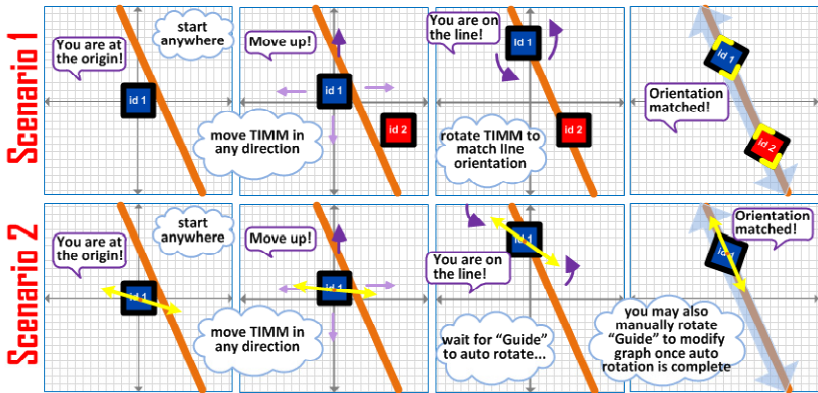 Scenario 1
start
anywhere
You are at
the origin!
id 1
move TIMM in
any direction
Move up!
id 1
id 2
You are on
the line!
id 1
id 2
rotate TIMM to
match line
orientation
id 1
Orientation
matched!
id 2
Scenario 2
start
anywhere
You are at
the origin!
id 1
move TIMM in
any direction
Move up!
id 1
id 1
You are on
the line!
wait for "Guide"
to auto rotate...
Orientation
matched!
you may also
manually rotate
"Guide" to modify
graph once auto
rotation is complete